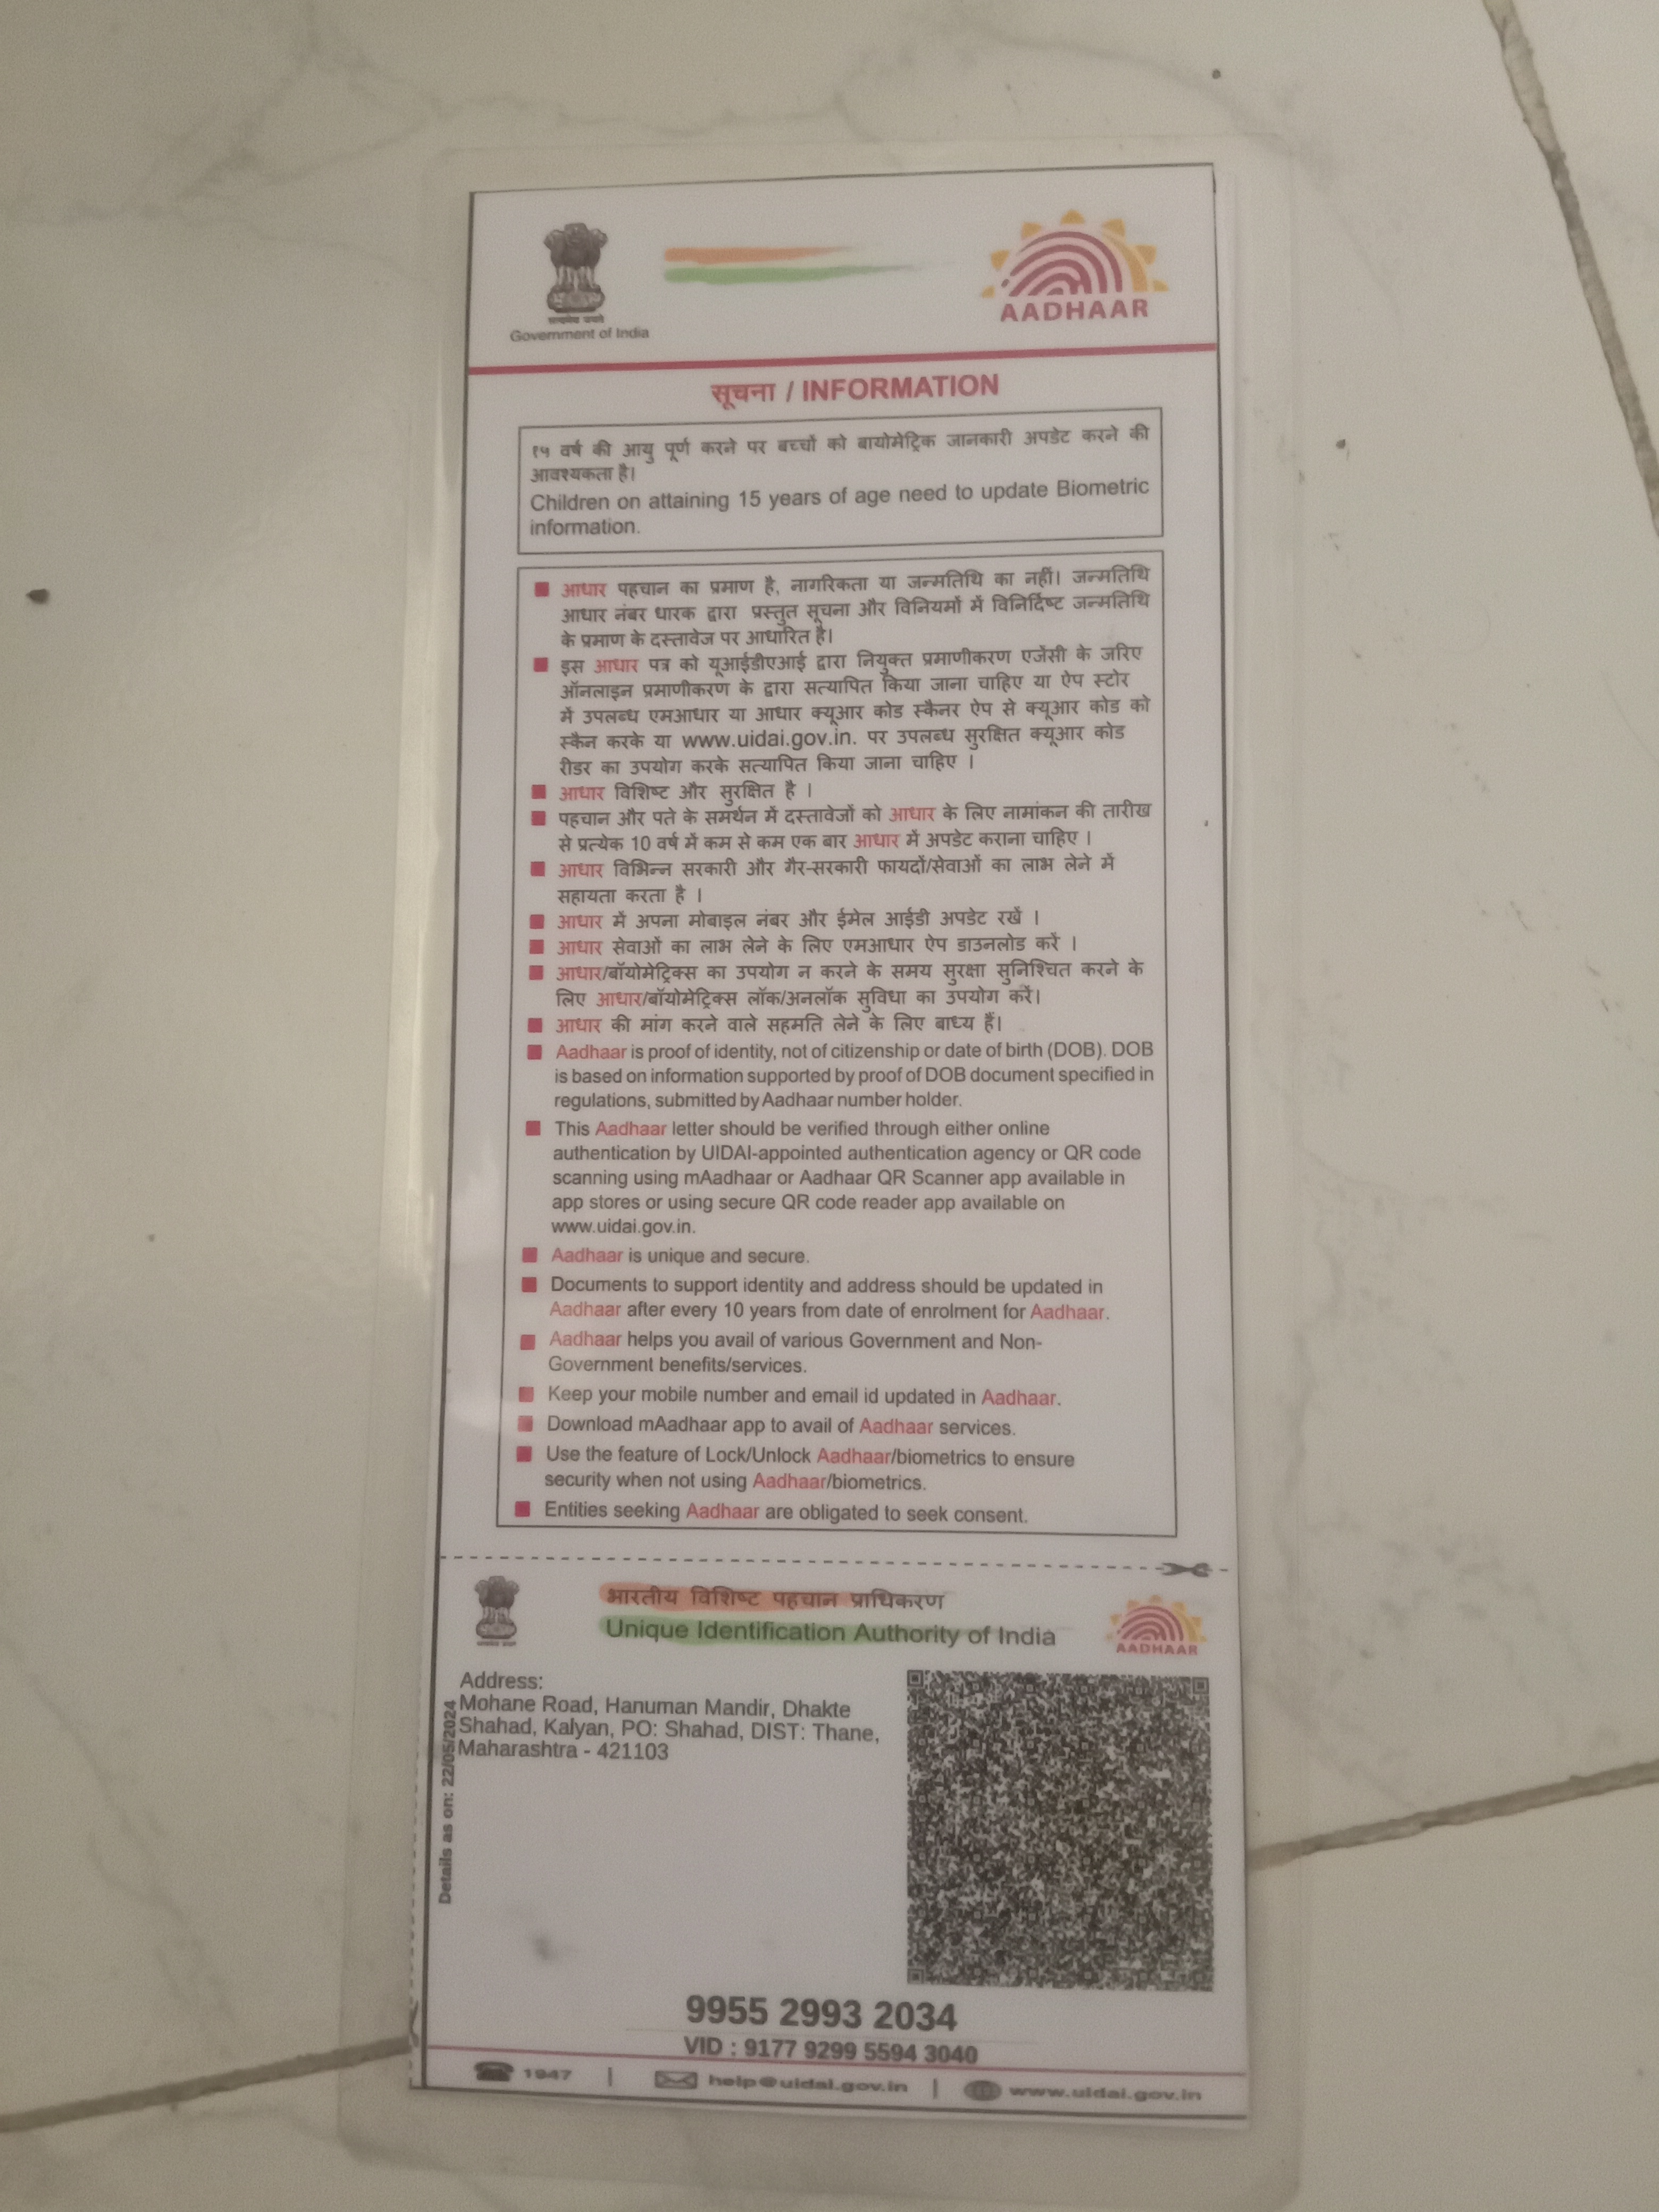 Government of India
AADHAAR
सूचना / INFORMATION
१५ वर्ष की आयु पूर्ण करने पर बच्चों को बायोमेट्रिक जानकारी अपडेट करने की
आवश्यकता है।
Children on attaining 15 years of age need to update Biometric
information.
आधार पहचान का प्रमाण है, नागरिकता या जन्मतिथि का नहीं। जन्मतिथि
आधार नंबर धारक द्वारा प्रस्तुत सूचना और विनियमों में विनिर्दिष्ट जन्मतिथि
के प्रमाण के दस्तावेज पर आधारित है।
इस आधार पत्र को यूआईडीएआई द्वारा नियुक्त प्रमाणीकरण एजेंसी के जरिए
ऑनलाइन प्रमाणीकरण के द्वारा सत्यापित किया जाना चाहिए या ऐप स्टोर
में उपलब्ध एमआधार या आधार क्यूआर कोड स्कैनर ऐप से क्यूआर कोड को
स्कैन करके या www.uidai.gov.in. पर उपलब्ध सुरक्षित क्यूआर कोड
रीडर का उपयोग करके सत्यापित किया जाना चाहिए ।
आधार विशिष्ट और सुरक्षित है ।
पहचान और पते के समर्थन में दस्तावेजों को आधार के लिए नामांकन की तारीख
से प्रत्येक 10 वर्ष में कम से कम एक बार आधार में अपडेट कराना चाहिए ।
आधार विभिन्न सरकारी और गैर-सरकारी फायदों/सेवाओं का लाभ लेने में
सहायता करता है ।
आधार में अपना मोबाइल नंबर और ईमेल आईडी अपडेट रखें ।
आधार सेवाओं का लाभ लेने के लिए एमआधार ऐप डाउनलोड करें ।
आधार/बॉयोमेट्रिक्स का उपयोग न करने के समय सुरक्षा सुनिश्चित करने के
लिए आधार/बॉयोमेट्रिक्स लॉक/अनलॉक सुविधा का उपयोग करें।
आधार की मांग करने वाले सहमति लेने के लिए बाध्य हैं।
Aadhaar is proof of identity, not of citizenship or date of birth (DOB). DOB
is based on information supported by proof of DOB document specified in
regulations, submitted by Aadhaar number holder.
This Aadhaar letter should be verified through either online
authentication by UIDAI-appointed authentication agency or QR code
scanning using mAadhaar or Aadhaar QR Scanner app available in
app stores or using secure QR code reader app available on
www.uidai.gov.in.
Aadhaar is unique and secure.
Documents to support identity and address should be updated in
Aadhaar after every 10 years from date of enrolment for Aadhaar.
Aadhaar helps you avail of various Government and Non-
Government benefits/services.
Keep your mobile number and email id updated in Aadhaar.
Download mAadhaar app to avail of Aadhaar services.
Use the feature of Lock/Unlock Aadhaar/biometrics to ensure
security when not using Aadhaar/biometrics.
Entities seeking Aadhaar are obligated to seek consent.
भारतीय विशिष्ट पहचान प्राधिकरण
Unique Identification Authority of India
AADHAAR
Address:
Mohane Road, Hanuman Mandir, Dhakte
Shahad, Kalyan, PO: Shahad, DIST: Thane,
Maharashtra - 421103
Details as on: 22/05/2024
9955 2993 2034
VID : 9177 9299 5594 3040
1947 | help@uidai.gov.in | www.uidai.gov.in